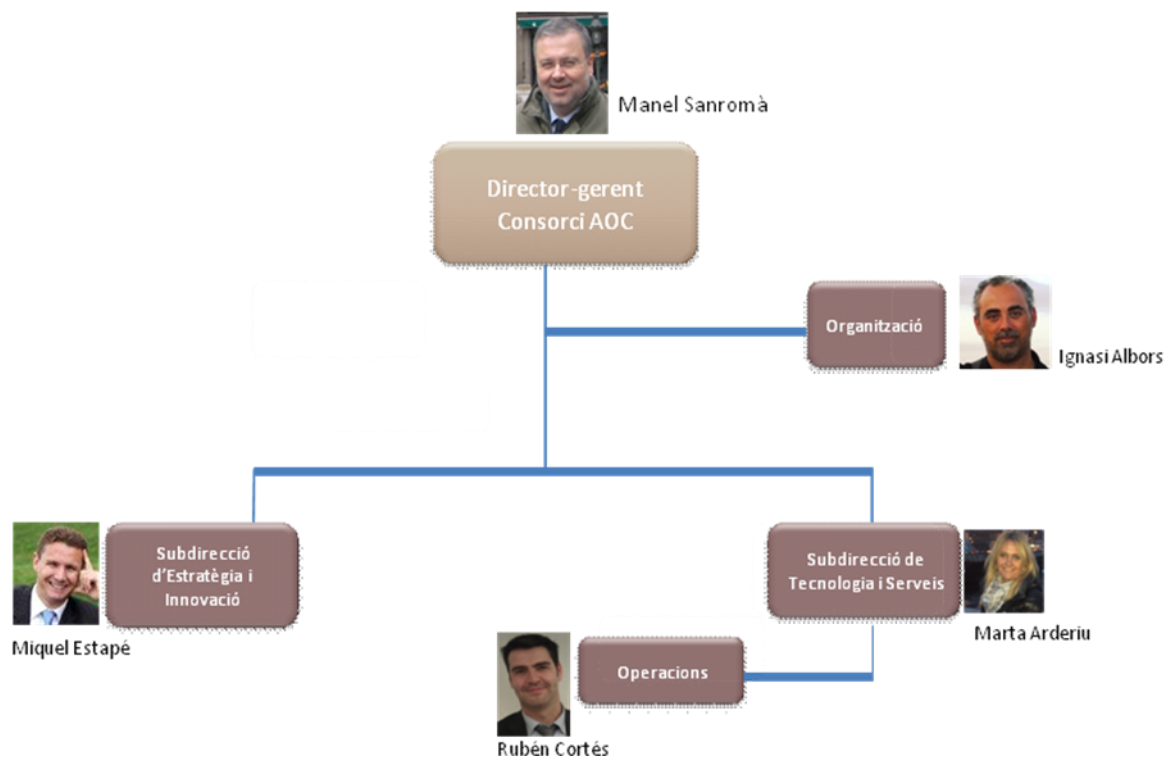 Manel Sanromà
Director-gerent
Consorci AOC
Organització
Ignasi Albors
Subdirecció
d'Estratègia i
Innovació
Miquel Estapé
Subdirecció de
Tecnologia i Serveis
Marta Arderiu
Operacions
Rubén Cortés